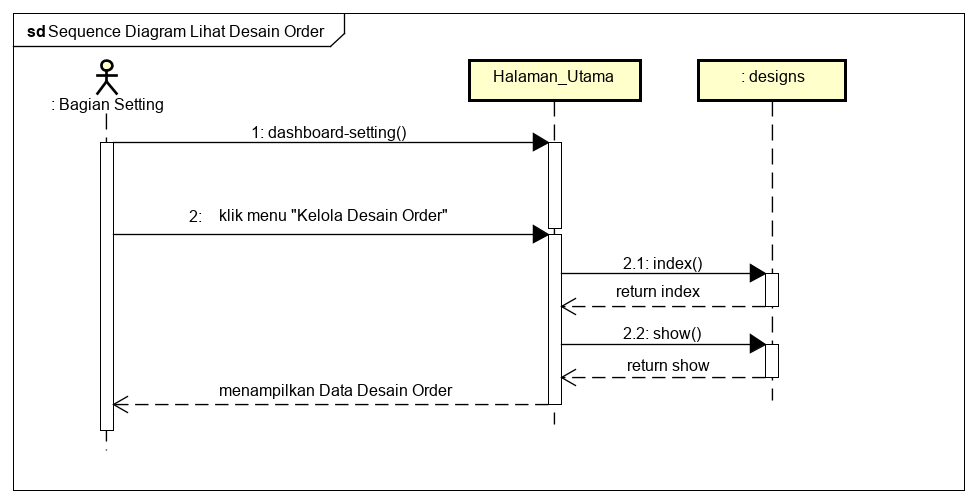 sd Sequence Diagram Lihat Desain Order
: Bagian Setting
Halaman_Utama
: designs
1: dashboard-setting()
2: klik menu "Kelola Desain Order"
2.1: index()
return index
2.2: show()
return show
menampilkan Data Desain Order